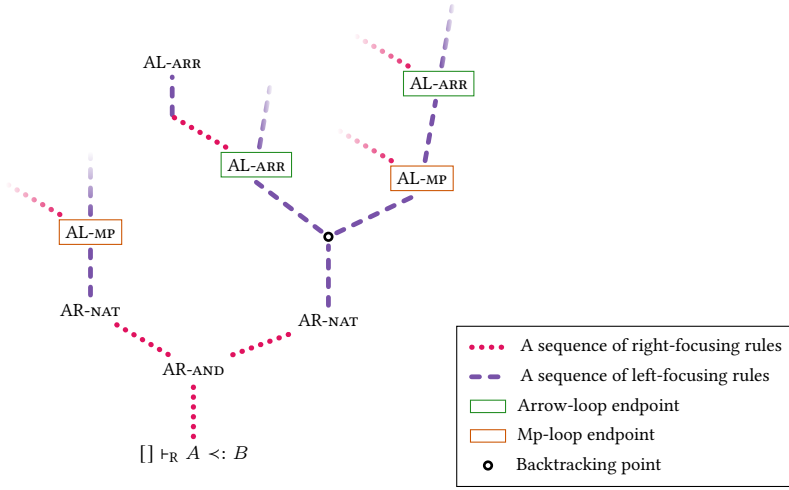 AL-ARR
AL-ARR
AL-ARR
AL-MP
AL-MP
AR-NAT
AR-NAT
AR-AND
[] ⊢R A <: B
A sequence of right-focusing rules
A sequence of left-focusing rules
Arrow-loop endpoint
Mp-loop endpoint
Backtracking point